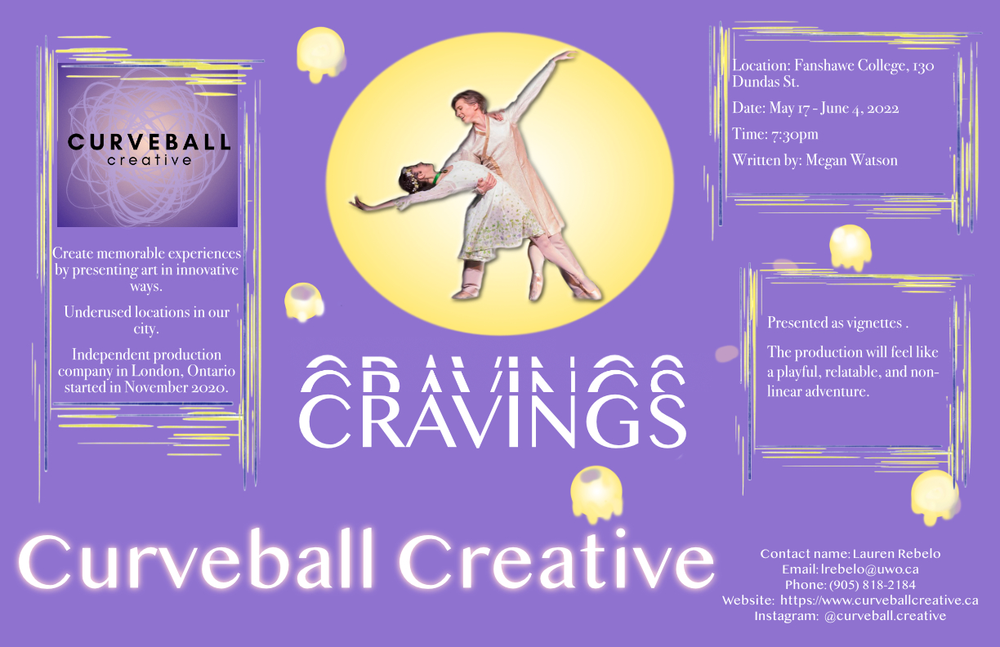 CURVEBALL
creative
Create memorable experiences
by presenting art in innovative
ways.
Underused locations in our
city.
Independent production
company in London, Ontario
started in November 2020.
CRAVINGS
CRAVINGS
Location: Fanshawe College, 130
Dundas St.
Date: May 17 - June 4, 2022
Time: 7:30pm
Written by: Megan Watson
Presented as vignettes .
The production will feel like
a playful, relatable, and non-
linear adventure.
Curveball Creative
Contact name: Lauren Rebelo
Email: lrebelo@uwo.ca
Phone: (905) 818-2184
Website: https://www.curveballcreative.ca
Instagram: @curveball.creative